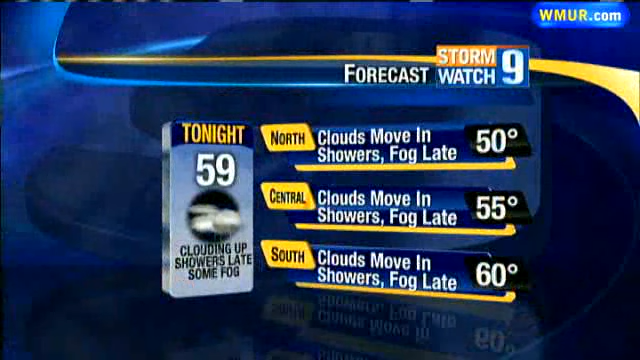 WMUR.com
FORECAST STORM WATCH 9
TONIGHT
59
CLOUDING UP
SHOWERS LATE
SOME FOG
NORTH
Clouds Move In
Showers, Fog Late
50°
CENTRAL
Clouds Move In
Showers, Fog Late
55°
SOUTH
Clouds Move In
Showers, Fog Late
60°